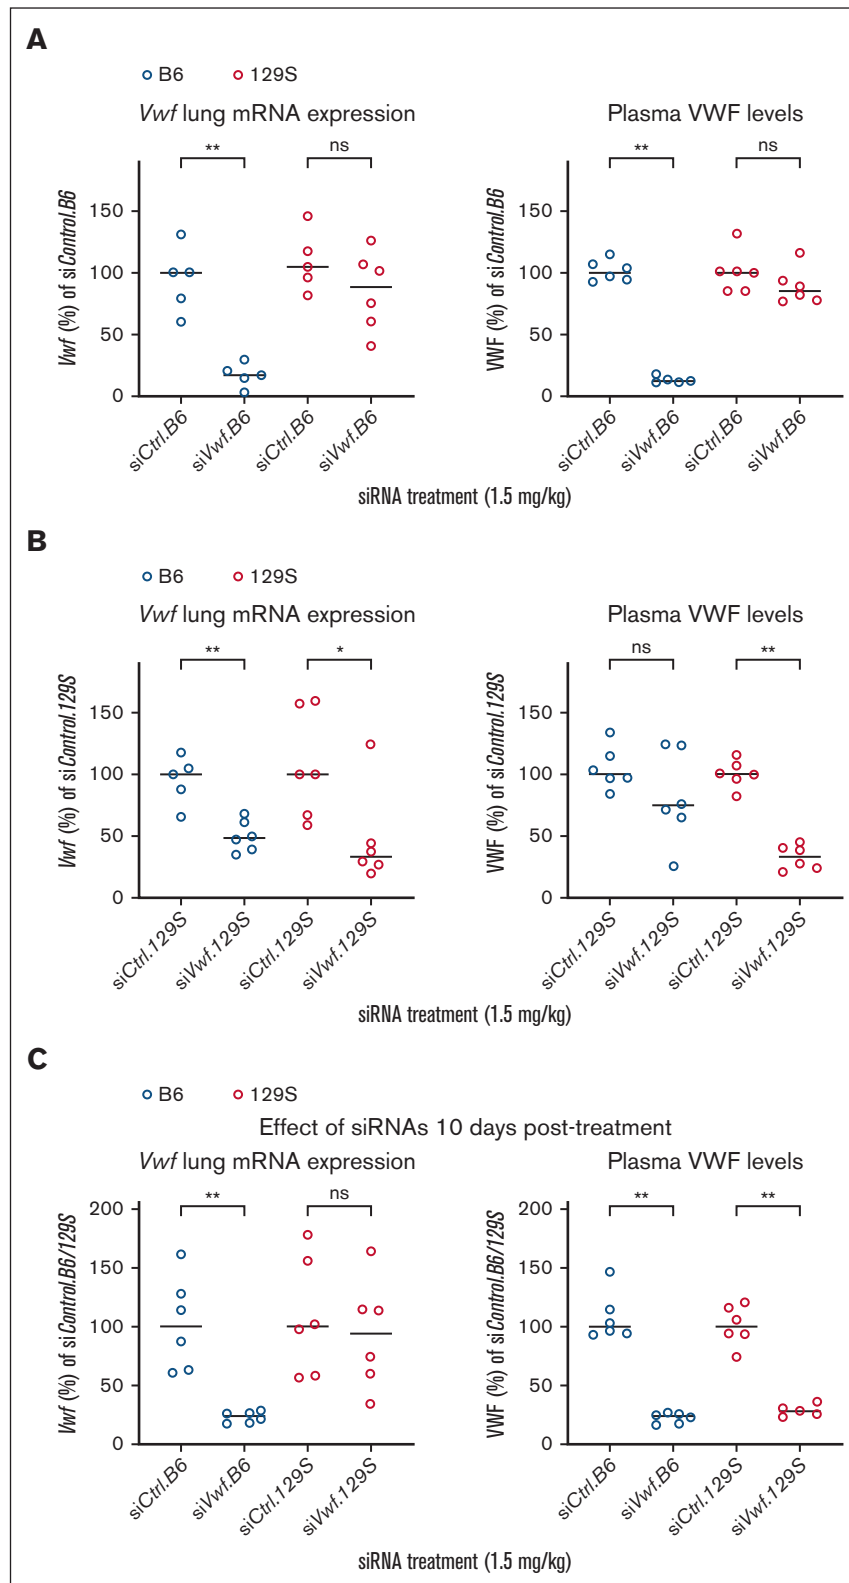 A
B6 129S
Vwf lung mRNA expression
Plasma VWF levels
** ns
** ns
Vwf (%) of siControl.B6
150
100
50
0
siCtrl.B6
siVwf.B6
siCtrl.B6
siVwf.B6
VWF (%) of siControl.B6
150
100
50
0
siCtrl.B6
siVwf.B6
siCtrl.B6
siVwf.B6
siRNA treatment (1.5 mg/kg)
B
B6 129S
Vwf lung mRNA expression
Plasma VWF levels
** *
ns **
Vwf (%) of siControl.129S
150
100
50
0
siCtrl.129S
siVwf.129S
siCtrl.129S
siVwf.129S
VWF (%) of siControl.129S
150
100
50
0
siCtrl.129S
siVwf.129S
siCtrl.129S
siVwf.129S
siRNA treatment (1.5 mg/kg)
C
B6 129S
Effect of siRNAs 10 days post-treatment
Vwf lung mRNA expression
Plasma VWF levels
** ns
** **
Vwf (%) of siControl.B6/129S
200
150
100
50
0
siCtrl.B6
siVwf.B6
siCtrl.129S
siVwf.129S
VWF (%) of siControl.B6/129S
200
150
100
50
0
siCtrl.B6
siVwf.B6
siCtrl.129S
siVwf.129S
siRNA treatment (1.5 mg/kg)